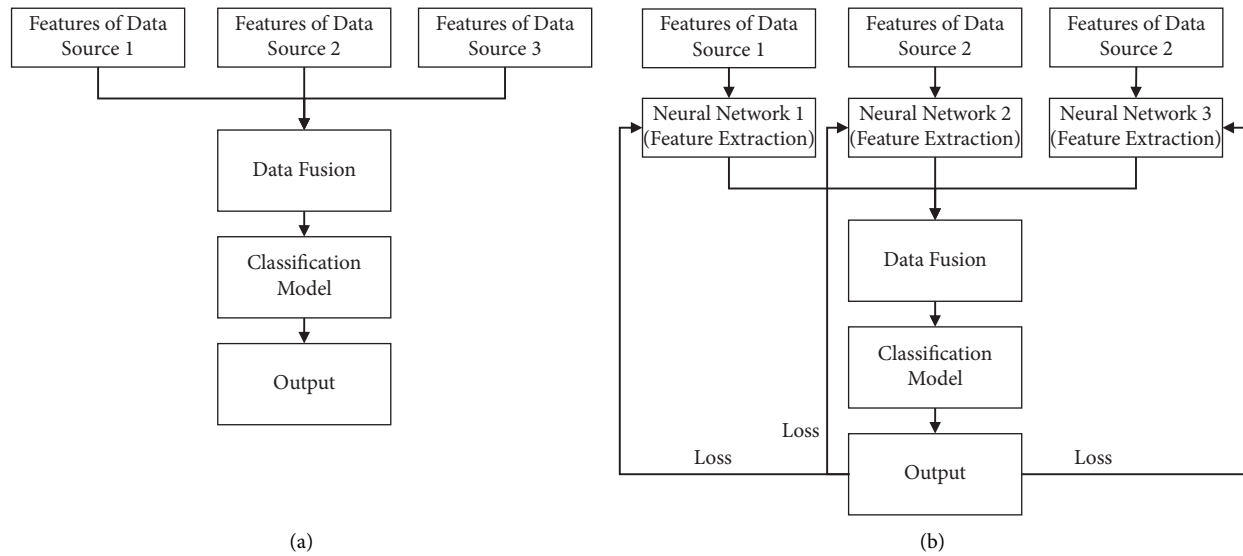 Features of Data
Source 1
Features of Data
Source 2
Features of Data
Source 3
Data Fusion
Classification
Model
Output
(a)
Features of Data
Source 1
Features of Data
Source 2
Features of Data
Source 2
Neural Network 1
(Feature Extraction)
Neural Network 2
(Feature Extraction)
Neural Network 3
(Feature Extraction)
Data Fusion
Classification
Model
Loss
Loss
Output
Loss
(b)